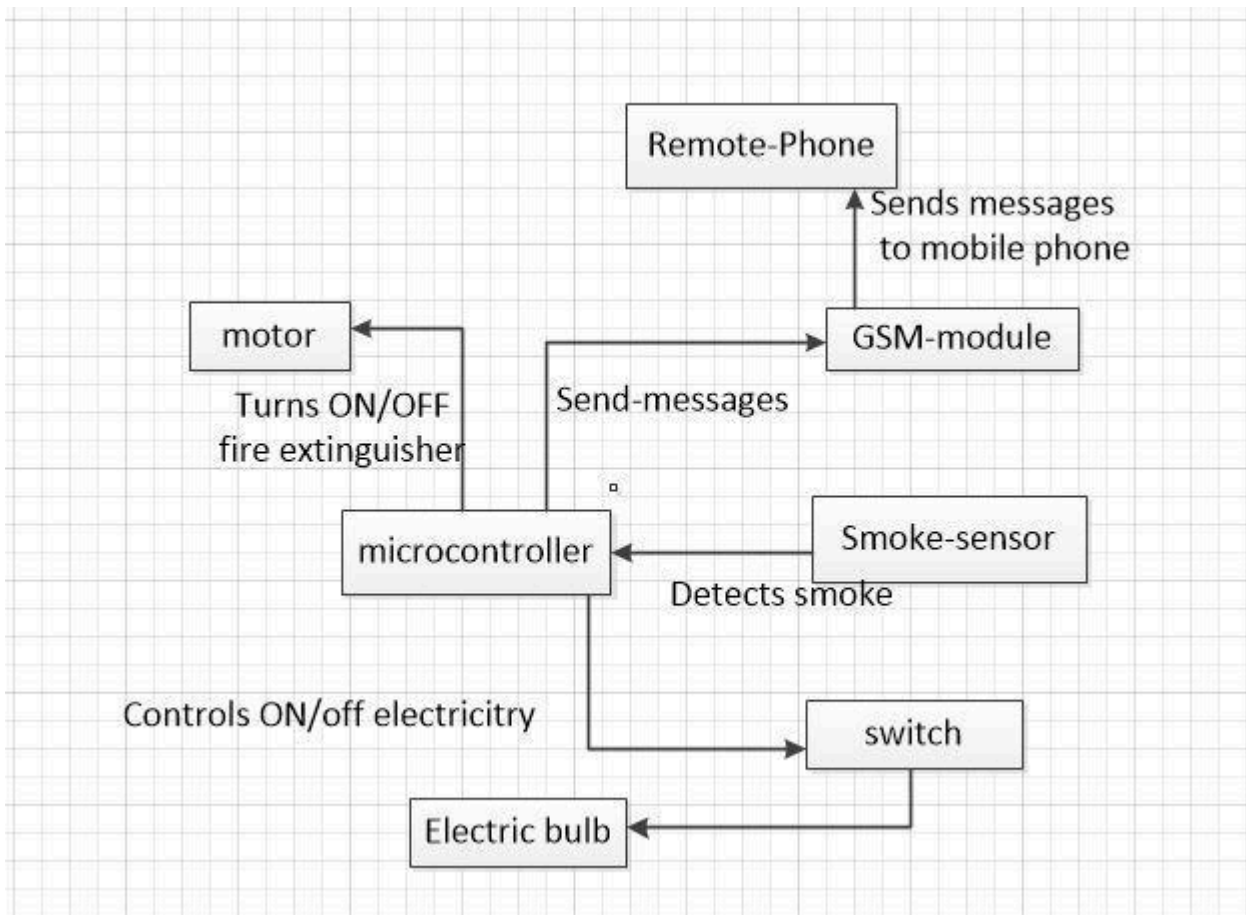 Remote-Phone
Sends messages
to mobile phone
motor
GSM-module
Turns ON/OFF
fire extinguisher
Send-messages
microcontroller
Smoke-sensor
Detects smoke
Controls ON/off electricitry
switch
Electric bulb